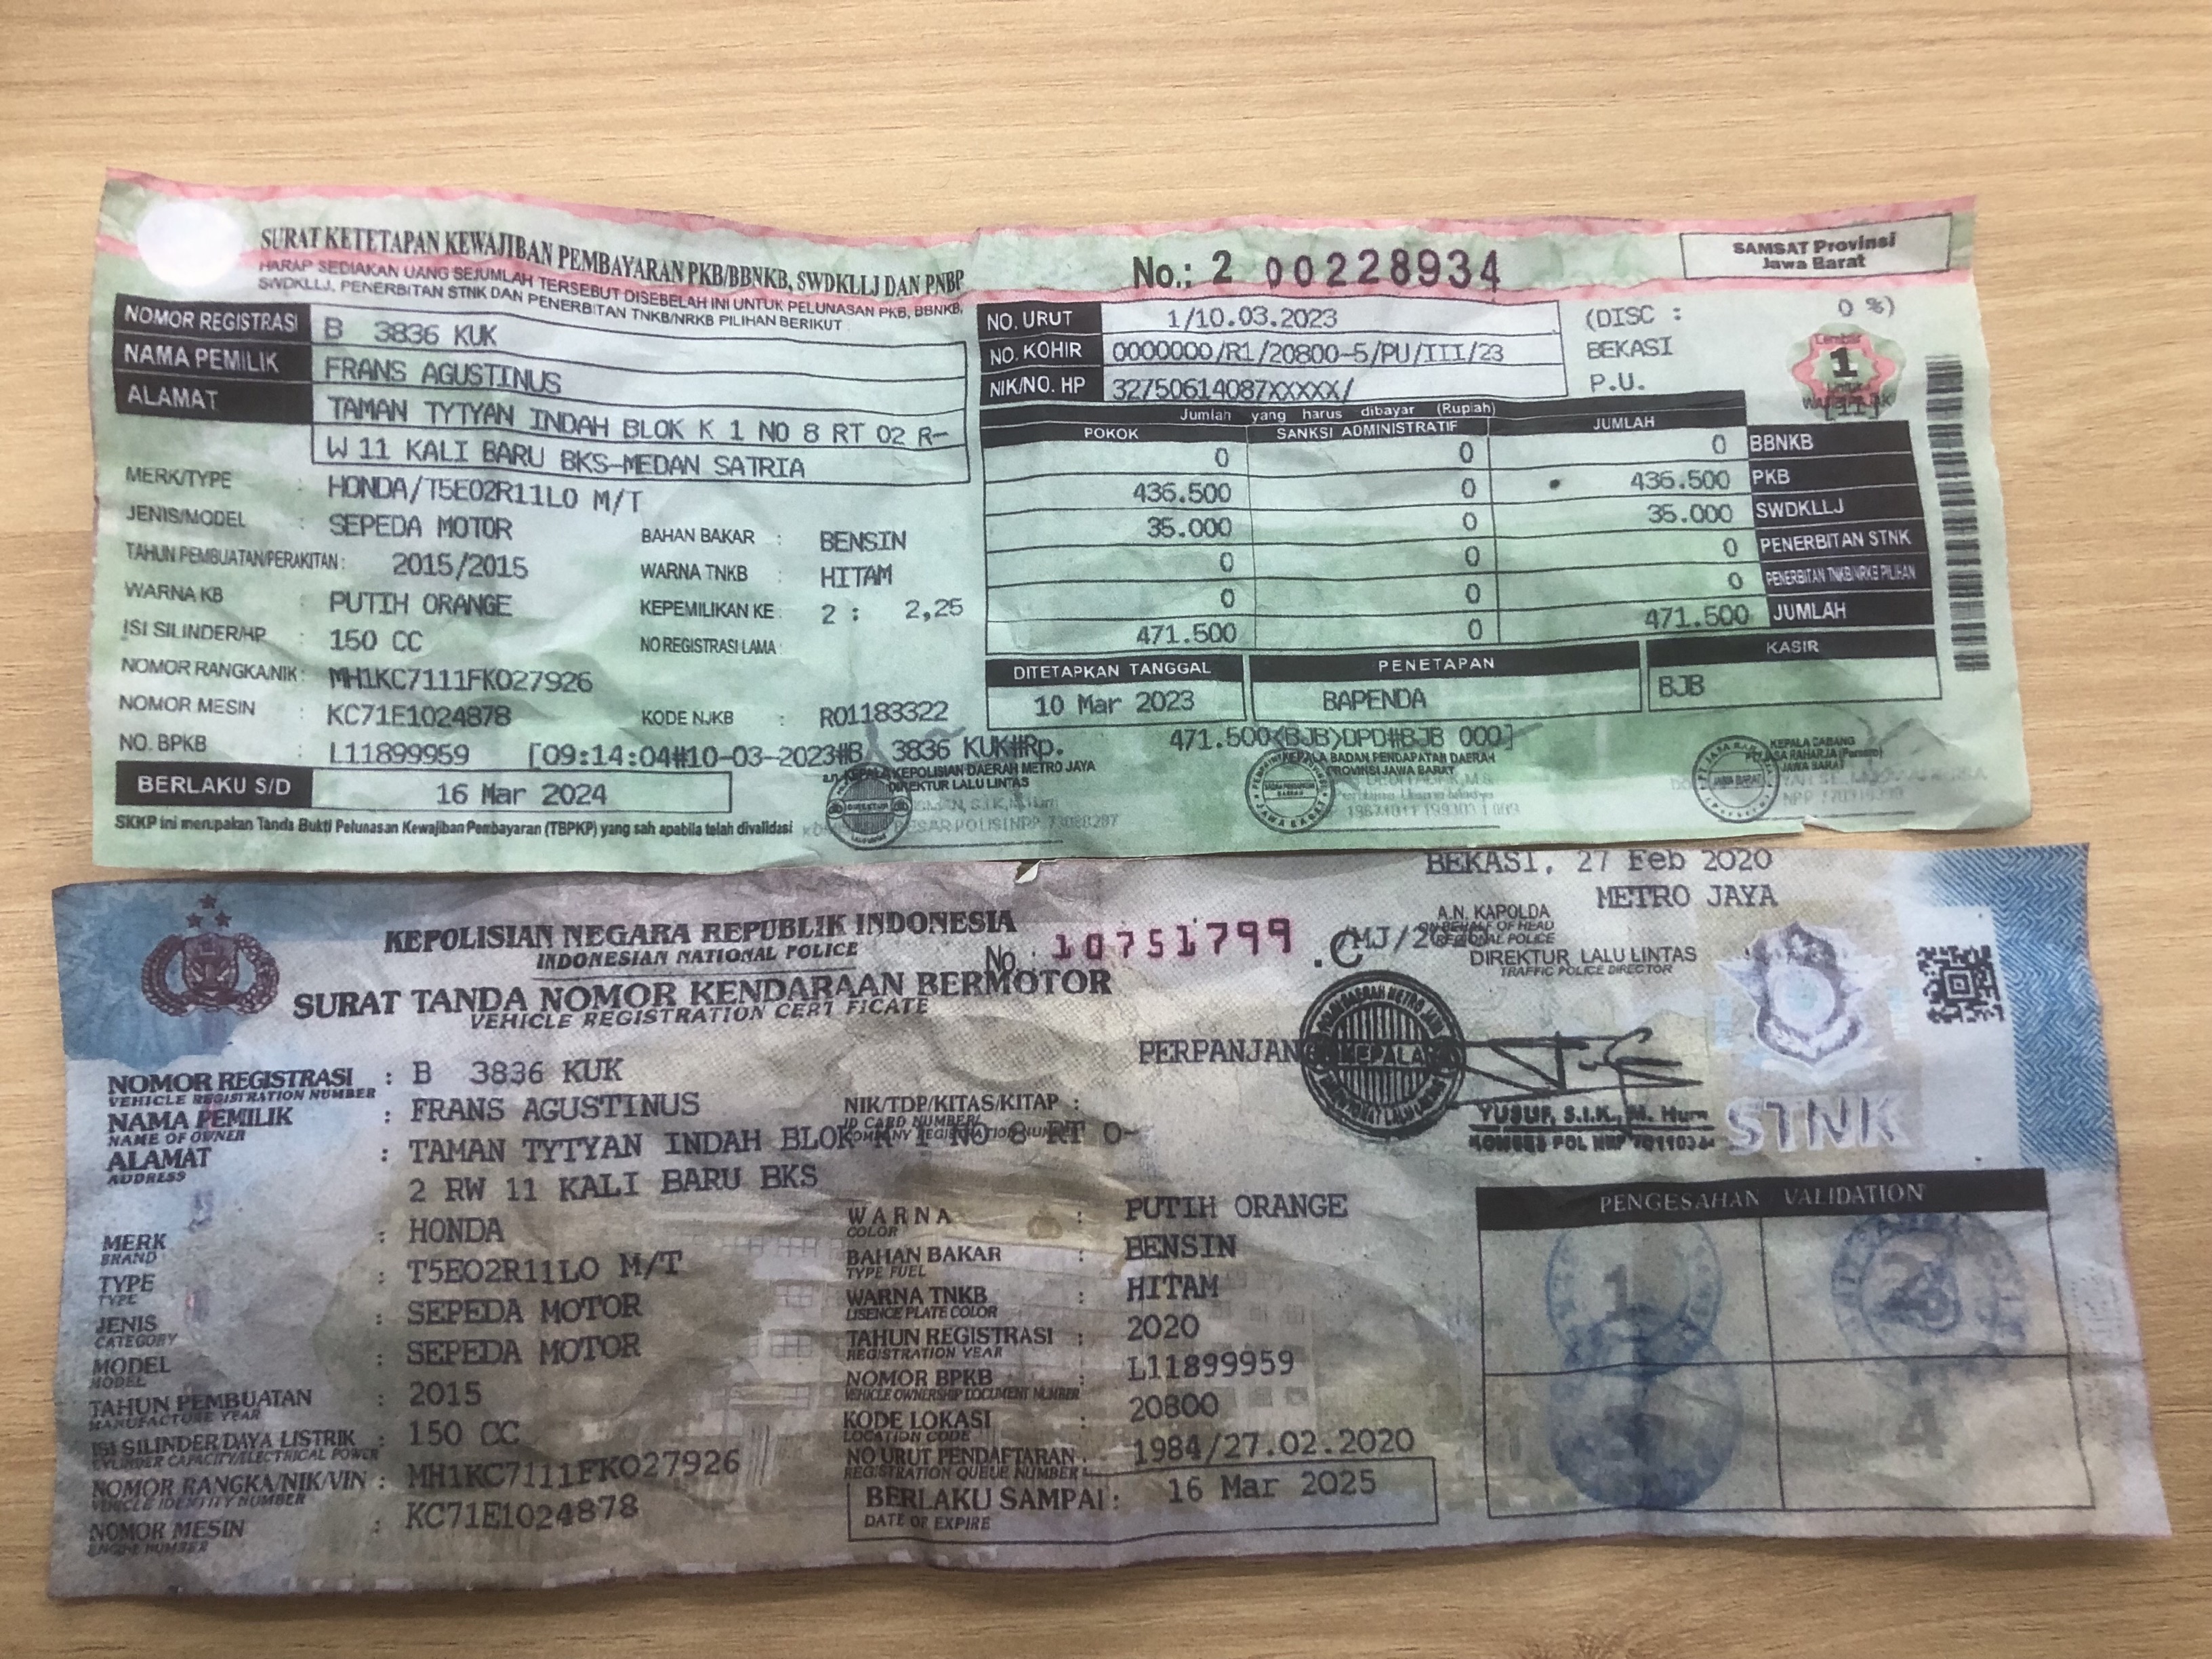 SURAT KETETAPAN KEWAJIBAN PEMBAYARAN PKB/BBNKB, SWDKLLJ DAN PNBP
HARAP SEDIAKAN UANG SEJUMLAH TERSEBUT DISEBELAH INI UNTUK PELUNASAN PKB, BBNKB,
SWDKLLJ, PENERBITAN STNK DAN PENERBITAN TNKB/NRKB PILIHAN BERIKUT
NOMOR REGISTRASI B 3836 KUK
NAMA PEMILIK FRANS AGUSTINUS
ALAMAT TAMAN TYTYAN INDAH BLOK K 1 NO 8 RT 02 R-
W 11 KALI BARU BKS-MEDAN SATRIA
MERK/TYPE : HONDA/T5E02R11L0 M/T
JENIS/MODEL : SEPEDA MOTOR
BAHAN BAKAR : BENSIN
TAHUN PEMBUATAN/PERAKITAN : 2015/2015
WARNA TNKB : HITAM
WARNA KB : PUTIH ORANGE
KEPEMILIKAN KE : 2 : 2,25
ISI SILINDER/HP : 150 CC
NO REGISTRASI LAMA :
NOMOR RANGKA/NIK : MH1KC7111FK027926
NOMOR MESIN : KC71E1024878
KODE NJKB : R01183322
NO. BPKB : L11899959 [09:14:04#10-03-2023#B 3836 KUK#Rp. 471.500<BJB>DPD#BJB 000]
BERLAKU S/D 16 Mar 2024
SKKP ini merupakan Tanda Bukti Pelunasan Kewajiban Pembayaran (TBPKP) yang sah apabila telah divalidasi
No.: 2 00228934
SAMSAT Provinsi
Jawa Barat
NO. URUT 1/10.03.2023
(DISC : 0 %)
NO. KOHIR 0000000/R1/20800-5/PU/III/23
BEKASI
NIK/NO. HP 32750614087XXXXX/
P.U.
Lembar
1
Jumlah yang harus dibayar (Rupiah)
POKOK SANKSI ADMINISTRATIF JUMLAH
0 0 0 BBNKB
436.500 0 436.500 PKB
35.000 0 35.000 SWDKLLJ
0 0 0 PENERBITAN STNK
0 0 0 PENERBITAN TNKB/NRKB PILIHAN
471.500 0 471.500 JUMLAH
DITETAPKAN TANGGAL PENETAPAN KASIR
10 Mar 2023 BAPENDA BJB
a.n. KEPALA KEPOLISIAN DAERAH METRO JAYA
DIREKTUR LALU LINTAS
KEPALA BADAN PENDAPATAN DAERAH
PROVINSI JAWA BARAT
KEPALA CABANG
PT JASA RAHARJA (Persero)
JAWA BARAT
BEKASI, 27 Feb 2020
METRO JAYA
KEPOLISIAN NEGARA REPUBLIK INDONESIA
INDONESIAN NATIONAL POLICE
No. 10751799 .C
SURAT TANDA NOMOR KENDARAAN BERMOTOR
VEHICLE REGISTRATION CERT FICATE
A.N. KAPOLDA
ON BEHALF OF HEAD
REGIONAL POLICE
DIREKTUR LALU LINTAS
TRAFFIC POLICE DIRECTOR
PERPANJAN
KEPALA
YUSUF, S.I.K., M. Hum
STNK
NOMOR REGISTRASI : B 3836 KUK
VEHICLE REGISTRATION NUMBER
NAMA PEMILIK : FRANS AGUSTINUS
NAME OF OWNER
NIK/TDP/KITAS/KITAP :
ALAMAT : TAMAN TYTYAN INDAH BLOK K 1 NO 8 RT 0-
ADDRESS
2 RW 11 KALI BARU BKS
MERK : HONDA
BRAND
TYPE : T5E02R11L0 M/T
TYPE
JENIS : SEPEDA MOTOR
CATEGORY
MODEL : SEPEDA MOTOR
MODEL
TAHUN PEMBUATAN : 2015
MANUFACTURE YEAR
ISI SILINDER/DAYA LISTRIK : 150 CC
CYLINDER CAPACITY/ELECTRICAL POWER
NOMOR RANGKA/NIK/VIN : MH1KC7111FK027926
VEHICLE IDENTITY NUMBER
NOMOR MESIN : KC71E1024878
ENGINE NUMBER
WARNA : PUTIH ORANGE
COLOR
BAHAN BAKAR : BENSIN
TYPE FUEL
WARNA TNKB : HITAM
LISENCE PLATE COLOR
TAHUN REGISTRASI : 2020
REGISTRATION YEAR
NOMOR BPKB : L11899959
VEHICLE OWNERSHIP DOCUMENT NUMBER
KODE LOKASI : 20800
LOCATION CODE
NO URUT PENDAFTARAN : 1984/27.02.2020
REGISTRATION QUEUE NUMBER
BERLAKU SAMPAI : 16 Mar 2025
DATE OF EXPIRE
PENGESAHAN VALIDATION
1
2
3
4